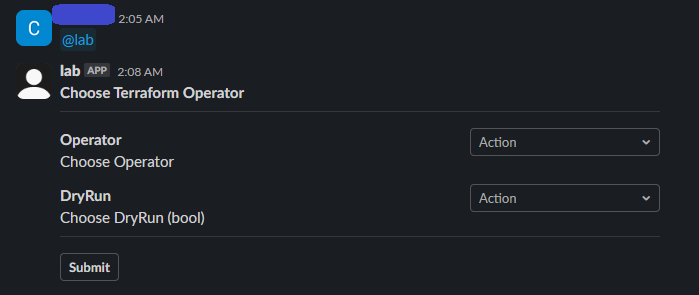 C
2:05 AM
@lab
lab APP 2:08 AM
Choose Terraform Operator
Operator
Choose Operator
Action
DryRun
Choose DryRun (bool)
Action
Submit